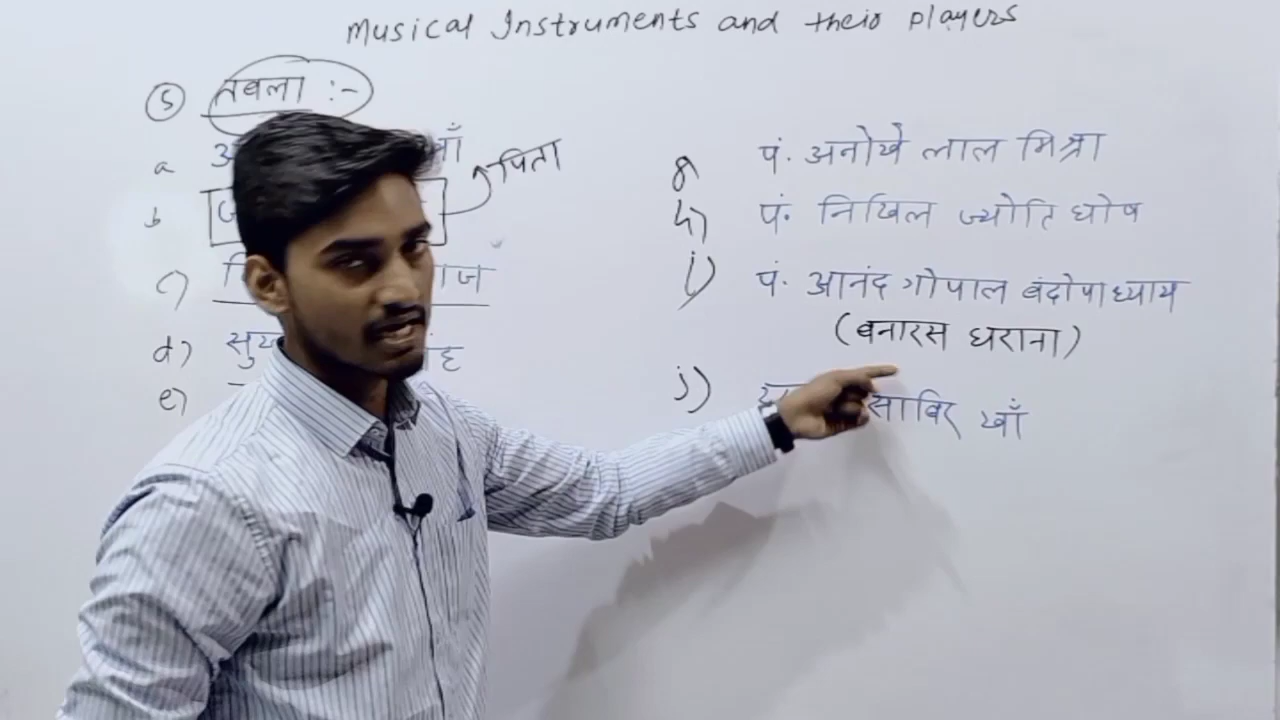 Musical Instruments and their players
⑤ तबला :-
a
खाँ
पिता
b
c)
d) सुख
e)
g पं. अनोखे लाल मिश्रा
h) पं. निखिल ज्योति घोष
i) पं. आनंद गोपाल बंदोपाध्याय
(बनारस घराना)
j) साबिर खाँ